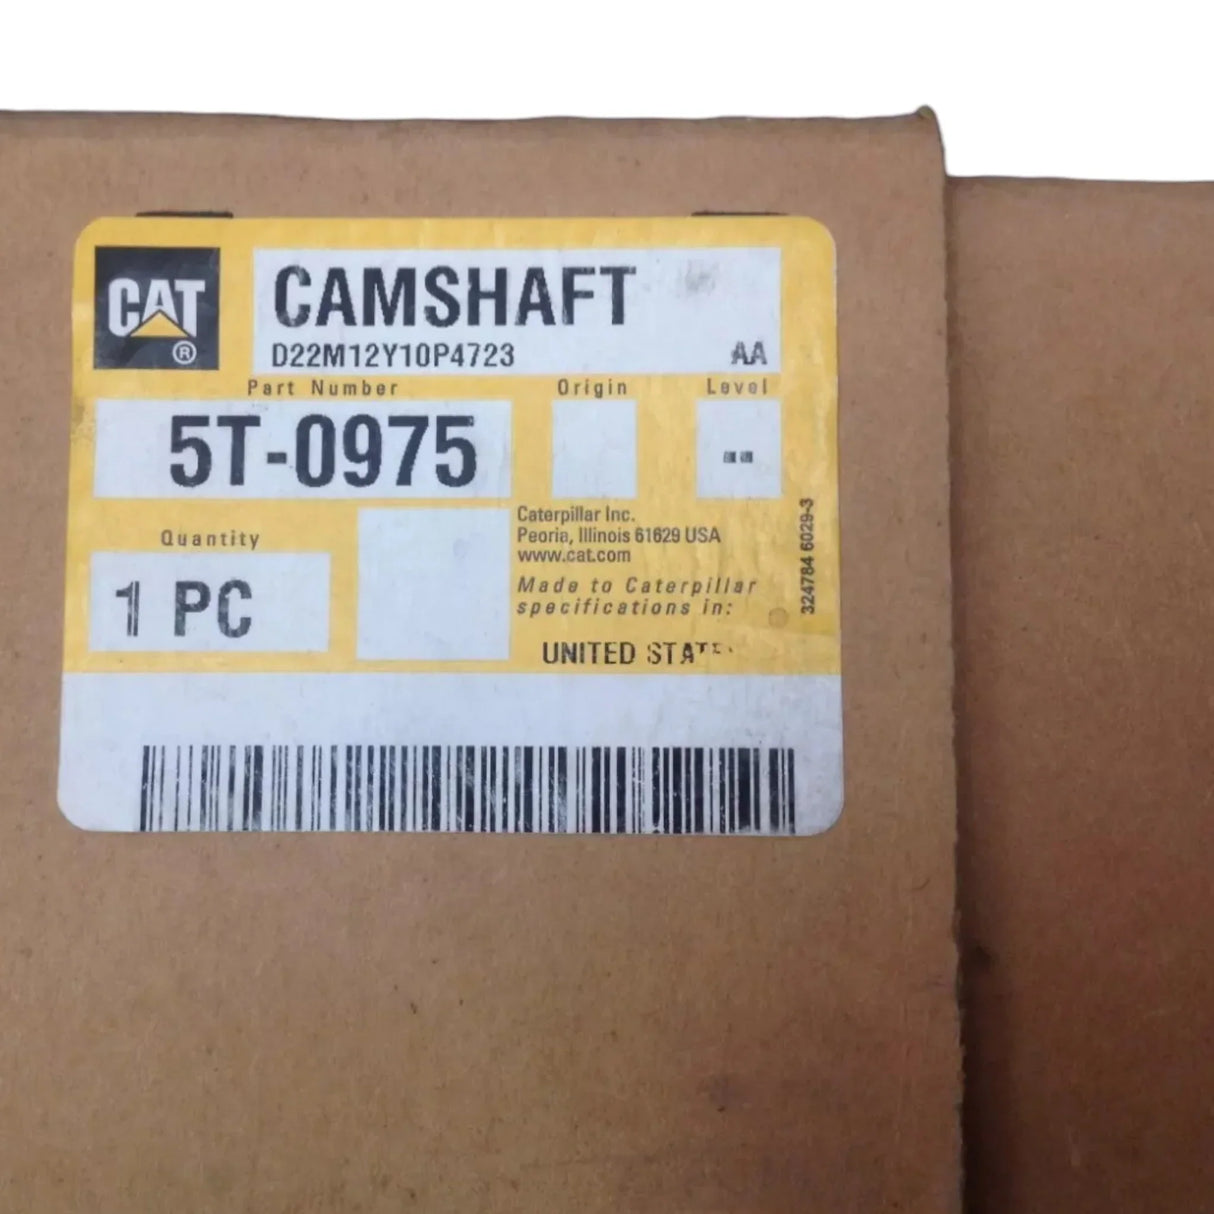 CAT
®
CAMSHAFT
D22M12Y10P4723 AA
Part Number Origin Level
5T-0975 --
Quantity
1 PC
Caterpillar Inc.
Peoria, Illinois 61629 USA
www.cat.com
Made to Caterpillar
specifications in:
UNITED
324784 6029-3